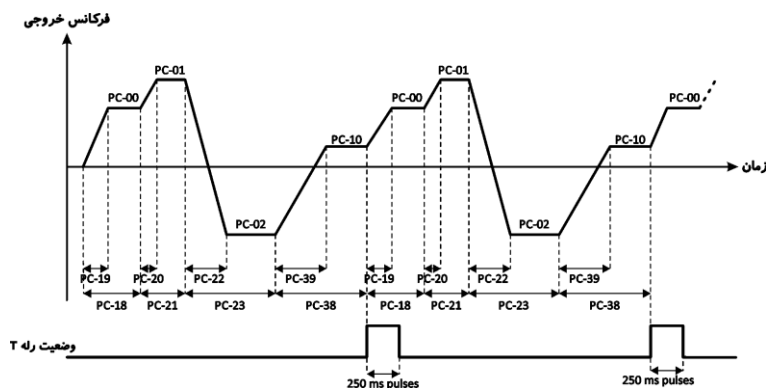 فرکانس خروجی
PC-01 PC-01
PC-00 PC-00 PC-00
PC-10 PC-10
زمان
PC-02 PC-02
PC-19 PC-20 PC-22 PC-39 PC-19 PC-20 PC-22 PC-39
PC-18 PC-21 PC-23 PC-38 PC-18 PC-21 PC-23 PC-38
وضعیت رله T
250 ms pulses 250 ms pulses